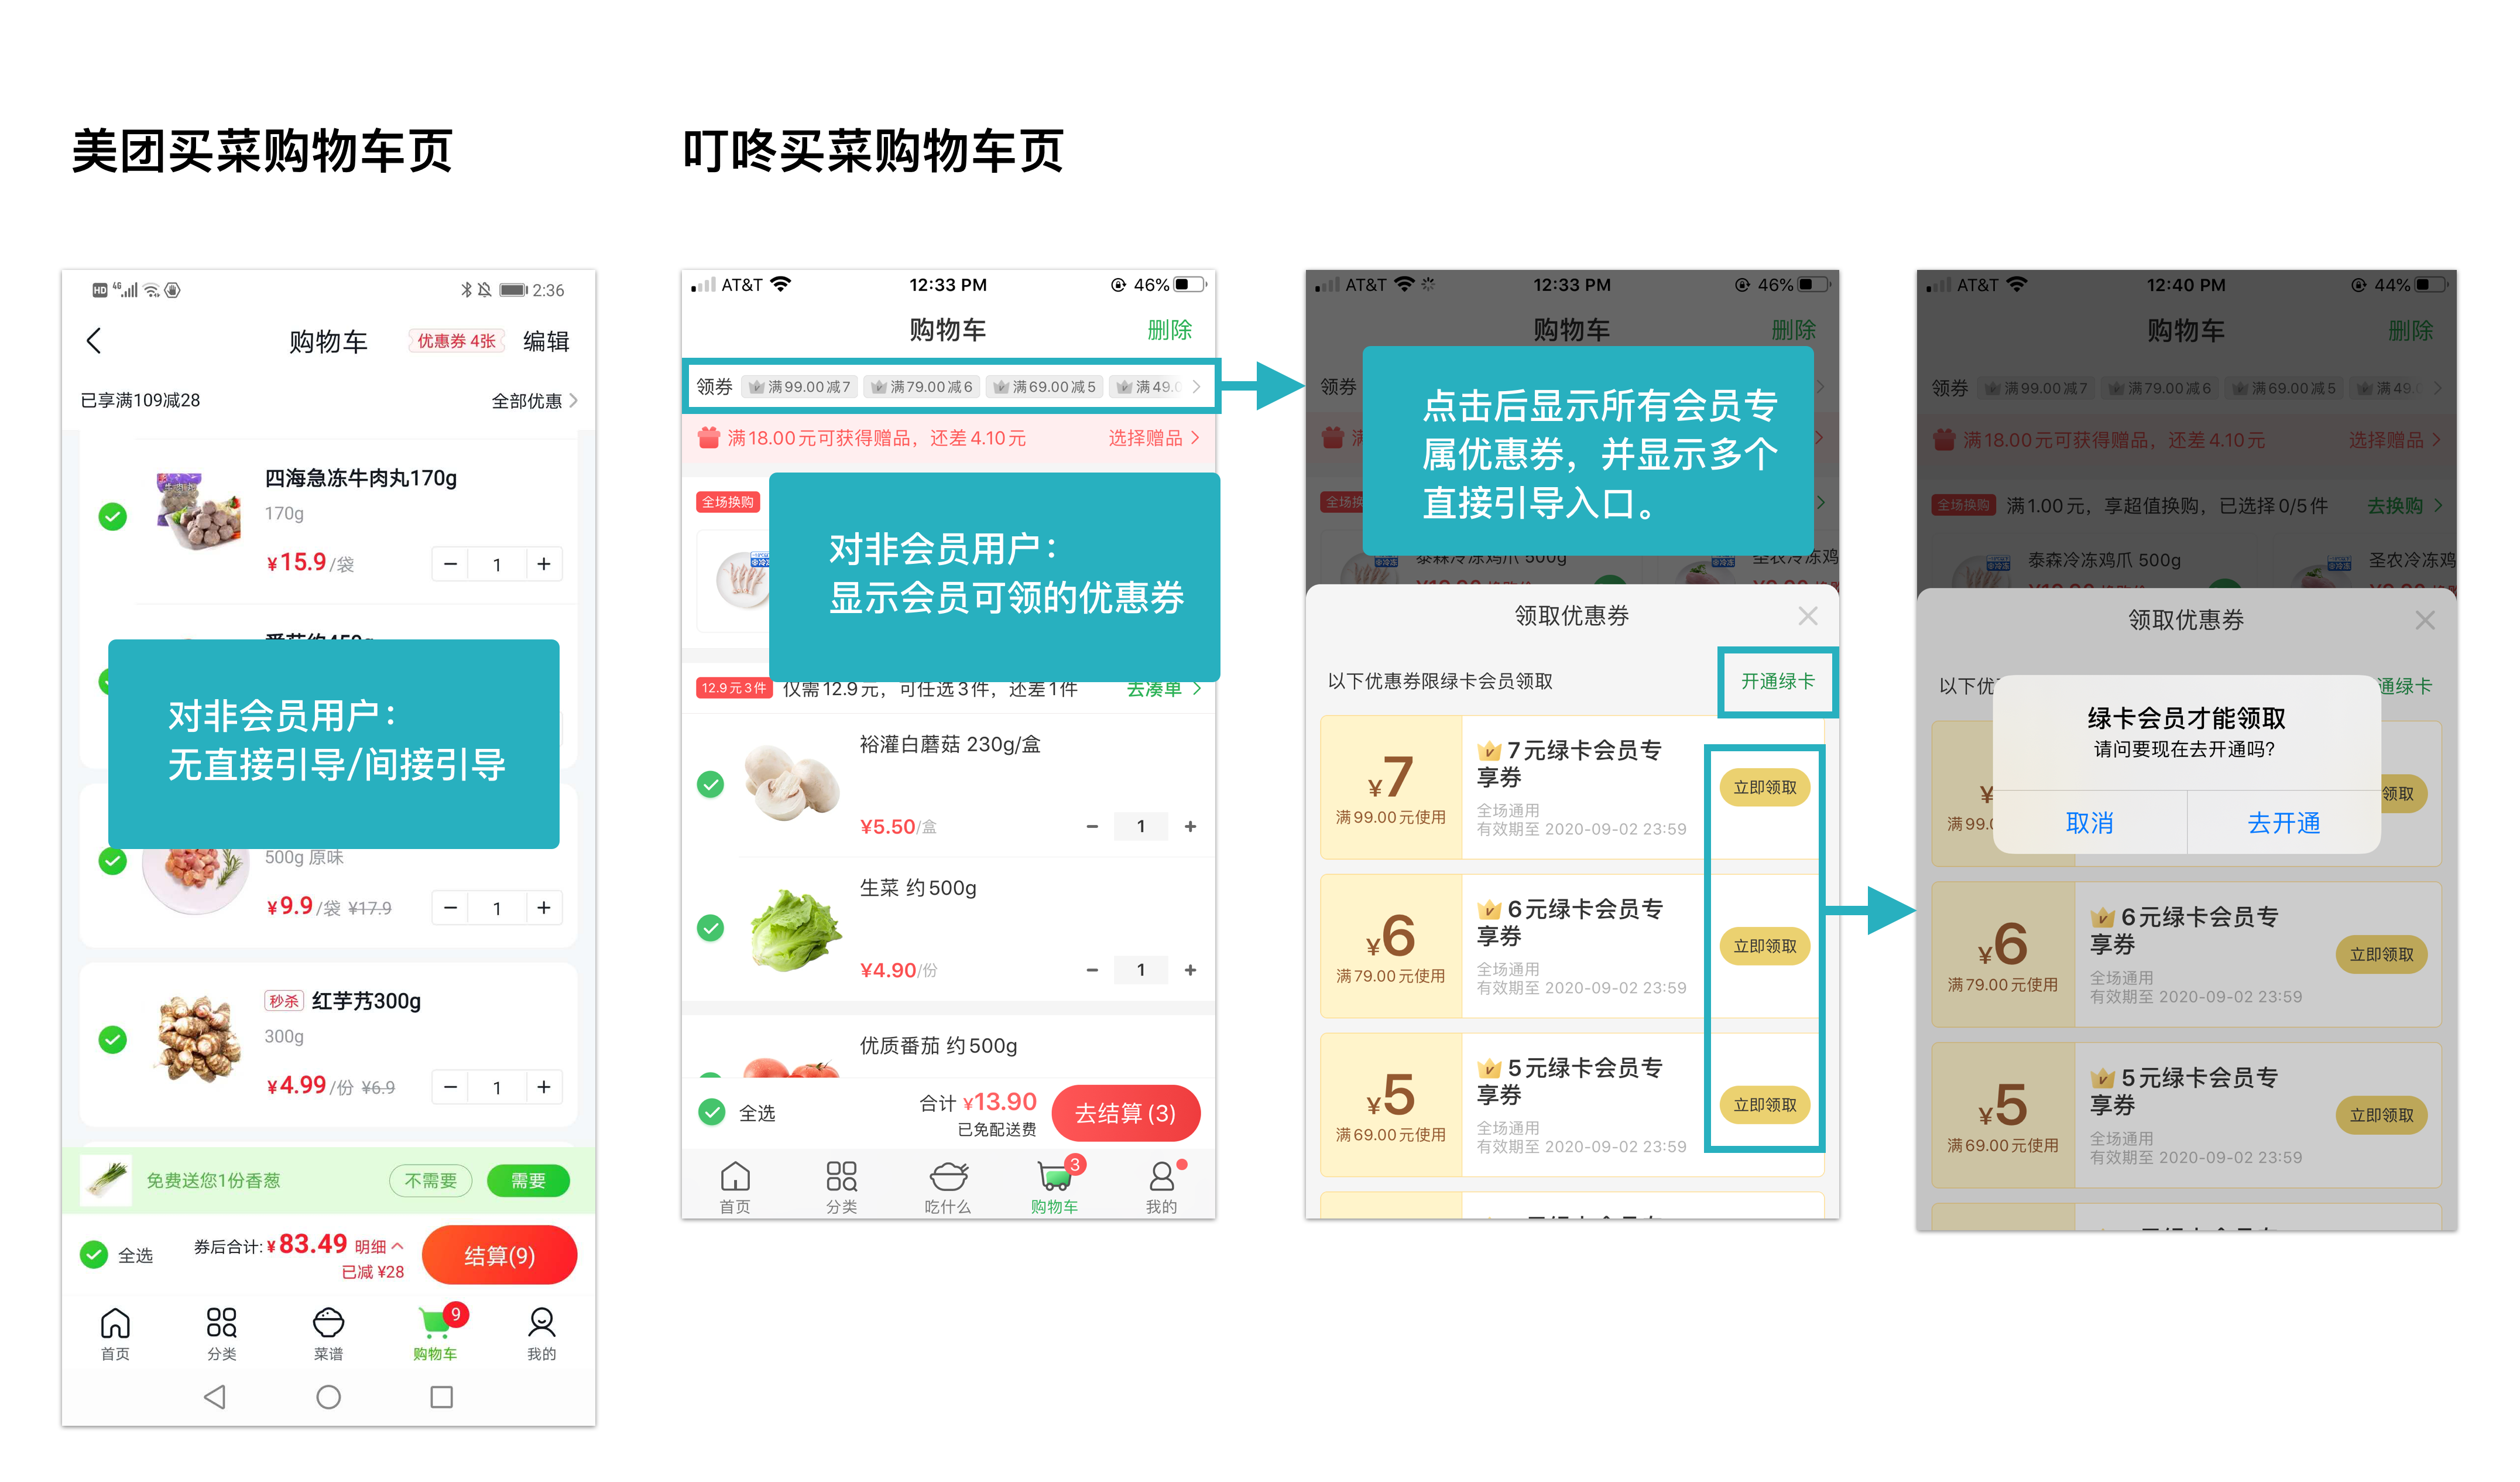 美团买菜购物车页
叮咚买菜购物车页
HD 4G 2:36
购物车
优惠券 4张
编辑
已享满109减28
全部优惠
四海急冻牛肉丸170g
170g
¥15.9/袋
1
对非会员用户：
无直接引导/间接引导
500g 原味
¥9.9/袋 ¥17.9
1
秒杀 红芋艿300g
300g
¥4.99/份 ¥6.9
1
免费送您1份香葱
不需要
需要
全选
券后合计:¥83.49 明细
已减 ¥28
结算(9)
首页
分类
菜谱
9
购物车
我的
AT&T 12:33 PM 46%
购物车
删除
领券 满99.00减7 满79.00减6 满69.00减5 满49.0
满18.00元可获得赠品，还差4.10元
选择赠品
全场换购
对非会员用户：
显示会员可领的优惠券
12.9元3件 仅需12.9元，可任选3件，还差1件 去凑单
裕灌白蘑菇 230g/盒
¥5.50/盒
1
生菜 约500g
¥4.90/份
1
优质番茄 约500g
全选
合计 ¥13.90
已免配送费
去结算(3)
首页
分类
吃什么
3
购物车
我的
AT&T 12:33 PM 46%
购物车
删除
领券
点击后显示所有会员专
属优惠券，并显示多个
直接引导入口。
满
全场换
泰森冷冻鸡爪 500g
圣农冷冻鸡
领取优惠券
以下优惠券限绿卡会员领取
开通绿卡
¥7
满99.00元使用
7元绿卡会员专
享券
全场通用
有效期至 2020-09-02 23:59
立即领取
¥6
满79.00元使用
6元绿卡会员专
享券
全场通用
有效期至 2020-09-02 23:59
立即领取
¥5
满69.00元使用
5元绿卡会员专
享券
全场通用
有效期至 2020-09-02 23:59
立即领取
AT&T 12:40 PM 44%
购物车
删除
领券 满99.00减7 满79.00减6 满69.00减5 满49.0
满18.00元可获得赠品，还差4.10元
选择赠品
全场换购 满1.00元，享超值换购，已选择0/5件 去换购
泰森冷冻鸡爪 500g
圣农冷冻鸡
领取优惠券
以下优
通绿卡
绿卡会员才能领取
请问要现在去开通吗?
取消
去开通
¥
满99.0
领取
¥6
满79.00元使用
6元绿卡会员专
享券
全场通用
有效期至 2020-09-02 23:59
立即领取
¥5
满69.00元使用
5元绿卡会员专
享券
全场通用
有效期至 2020-09-02 23:59
立即领取